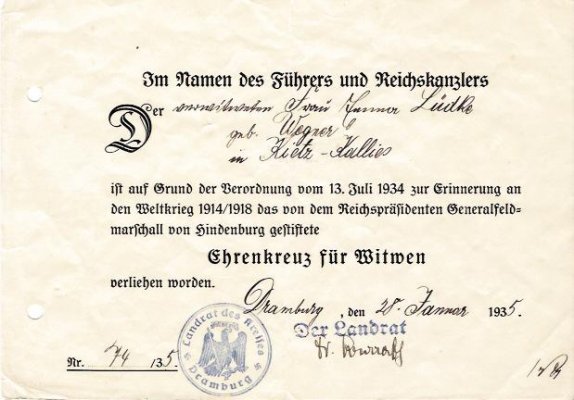 Im Namen des Führers und Reichskanzlers
Der verwitweten Frau Lüdke
geb. Wegner
in Kietz-Kallies
ist auf Grund der Verordnung vom 13. Juli 1934 zur Erinnerung an
den Weltkrieg 1914/1918 das von dem Reichspräsidenten Generalfeld-
marschall von Hindenburg gestiftete
Ehrenkreuz für Witwen
verliehen worden.
Dramburg, den 28. Januar 1935.
Der Landrat
Landrat des Kreises
Dramburg
Nr. 74 /35